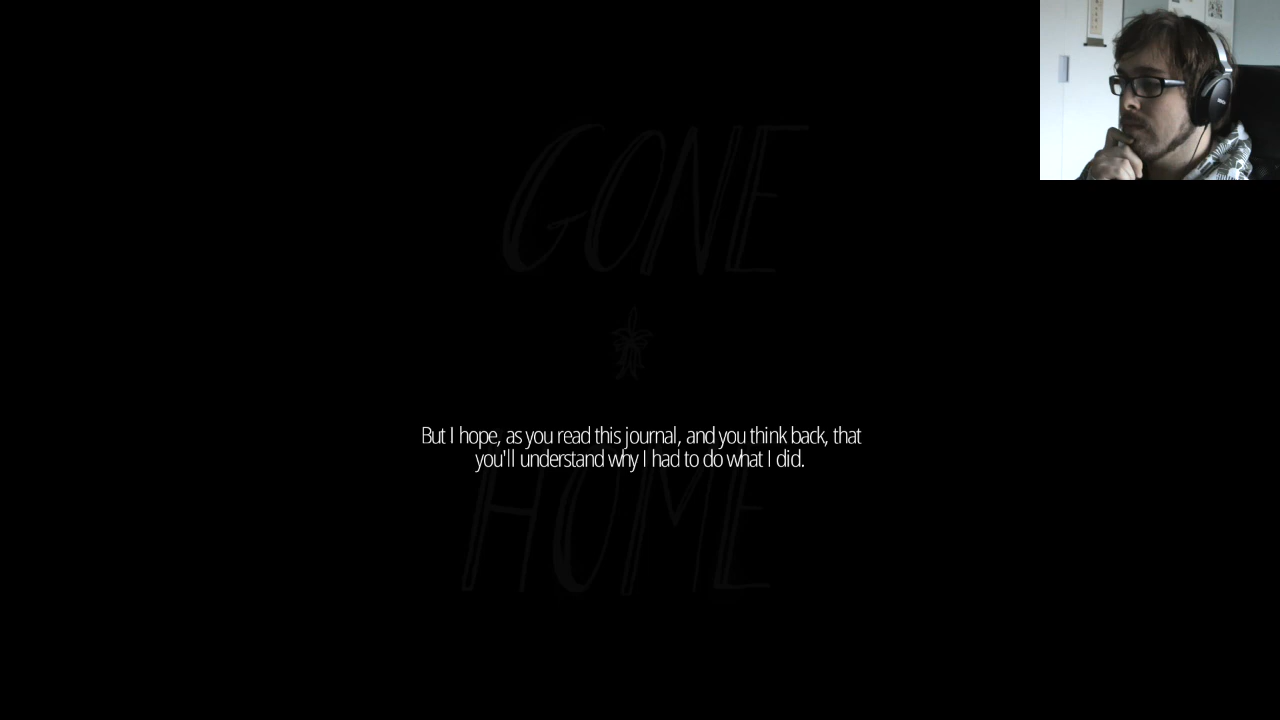 GONE
But I hope, as you read this journal, and you think back, that
you'll understand why I had to do what I did.
HOME